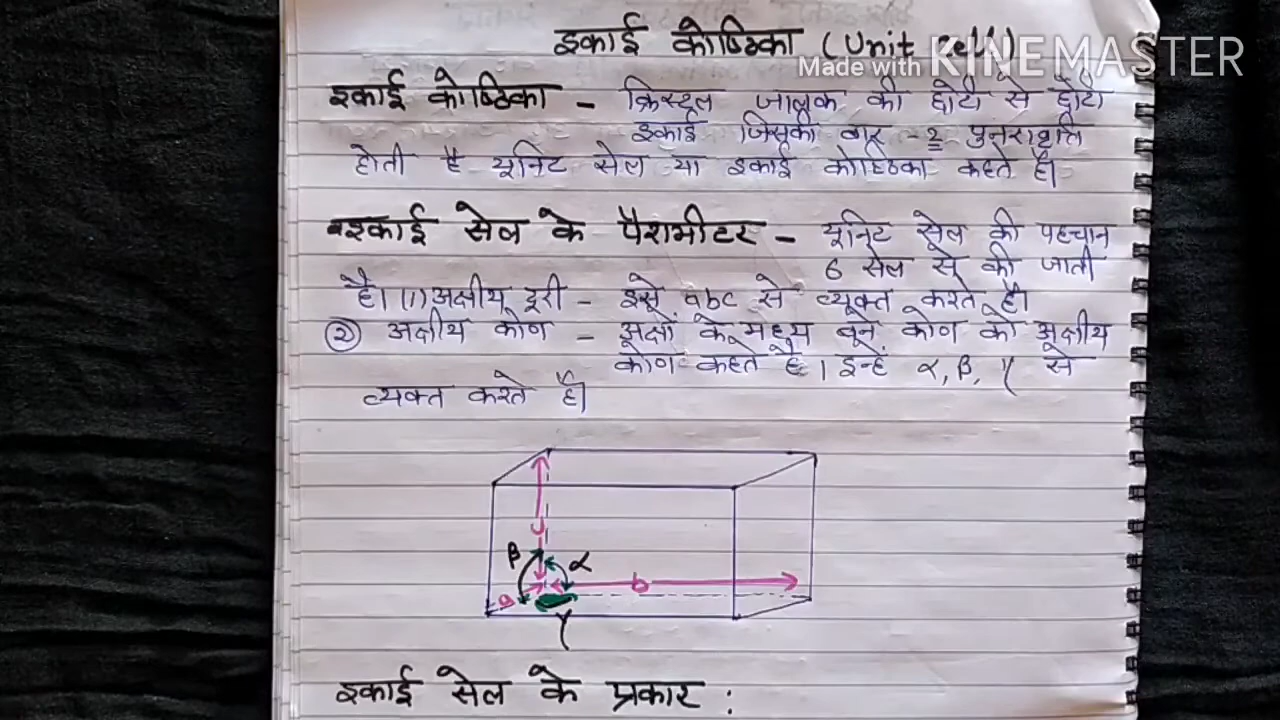 इकाई कोष्ठिका (Unit Cell)
Made with KINEMASTER
इकाई कोष्ठिका - क्रिस्टल जालक की छोटी से छोटी
इकाई जिसकी बार-२ पुनरावृत्ति
होती है यूनिट सेल या इकाई कोष्ठिका कहते हैं।
इकाई सेल के पैरामीटर - यूनिट सेल की पहचान
6 सेल से की जाती
है। (1) अक्षीय दूरी - इसे abc से व्यक्त करते हैं।
② अक्षीय कोण - अक्षों के मध्य बने कोण को अक्षीय
कोण कहते है। इन्हें α, β, γ से
व्यक्त करते हैं।
β α
a b
γ
इकाई सेल के प्रकार :